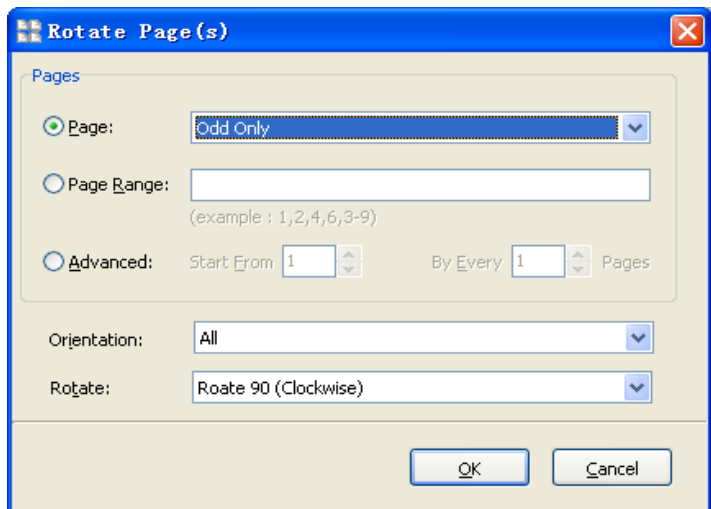 Rotate Page(s)
Pages
Page: Odd Only
Page Range:
(example : 1,2,4,6,3-9)
Advanced: Start From 1 By Every 1 Pages
Orientation: All
Rotate: Roate 90 (Clockwise)
OK Cancel